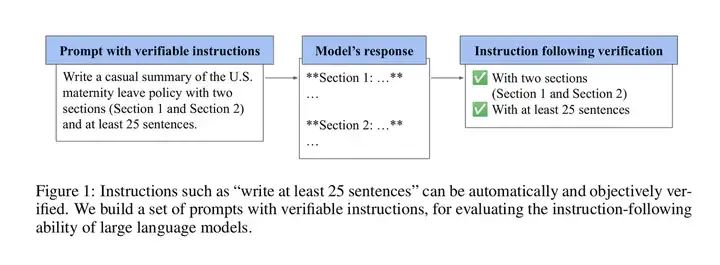 Prompt with verifiable instructions
Write a casual summary of the U.S.
maternity leave policy with two
sections (Section 1 and Section 2)
and at least 25 sentences.
Model's response
**Section 1: …**
…
**Section 2: …**
…
Instruction following verification
✅ With two sections
(Section 1 and Section 2)
✅ With at least 25 sentences
Figure 1: Instructions such as “write at least 25 sentences” can be automatically and objectively ver-
ified. We build a set of prompts with verifiable instructions, for evaluating the instruction-following
ability of large language models.